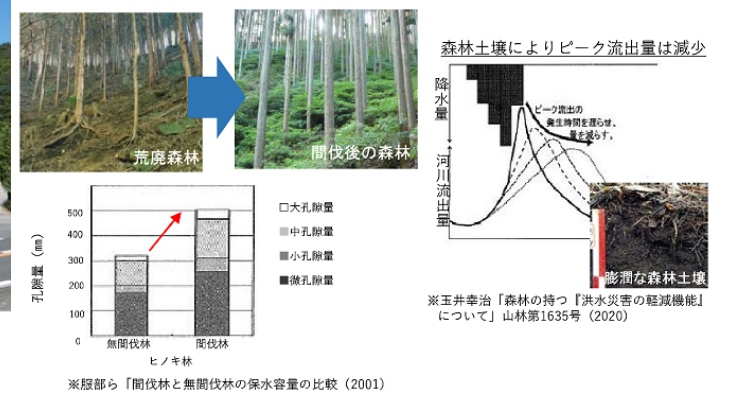 荒廃森林
間伐後の森林
孔隙量(㎜)
500
400
300
200
100
0
無間伐林
間伐林
ヒノキ林
□大孔隙量
■中孔隙量
■小孔隙量
■微孔隙量
※服部ら「間伐林と無間伐林の保水容量の比較(2001)
森林土壌によりピーク流出量は減少
降水量
河川流出量
ピーク流出の
発生時間を遅らせ、
量を減らす。
膨潤な森林土壌
※玉井幸治「森林の持つ『洪水災害の軽減機能』
について」山林第1635号(2020)